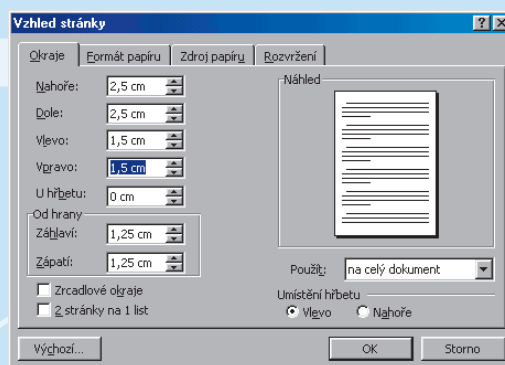 Vzhled stránky
Okraje Formát papíru Zdroj papíru Rozvržení
Nahoře: 2,5 cm
Dole: 2,5 cm
Vlevo: 1,5 cm
Vpravo: 1,5 cm
U hřbetu: 0 cm
Od hrany
Záhlaví: 1,25 cm
Zápatí: 1,25 cm
Zrcadlové okraje
2 stránky na 1 list
Náhled
Použít: na celý dokument
Umístění hřbetu
Vlevo Nahoře
Výchozí... OK Storno